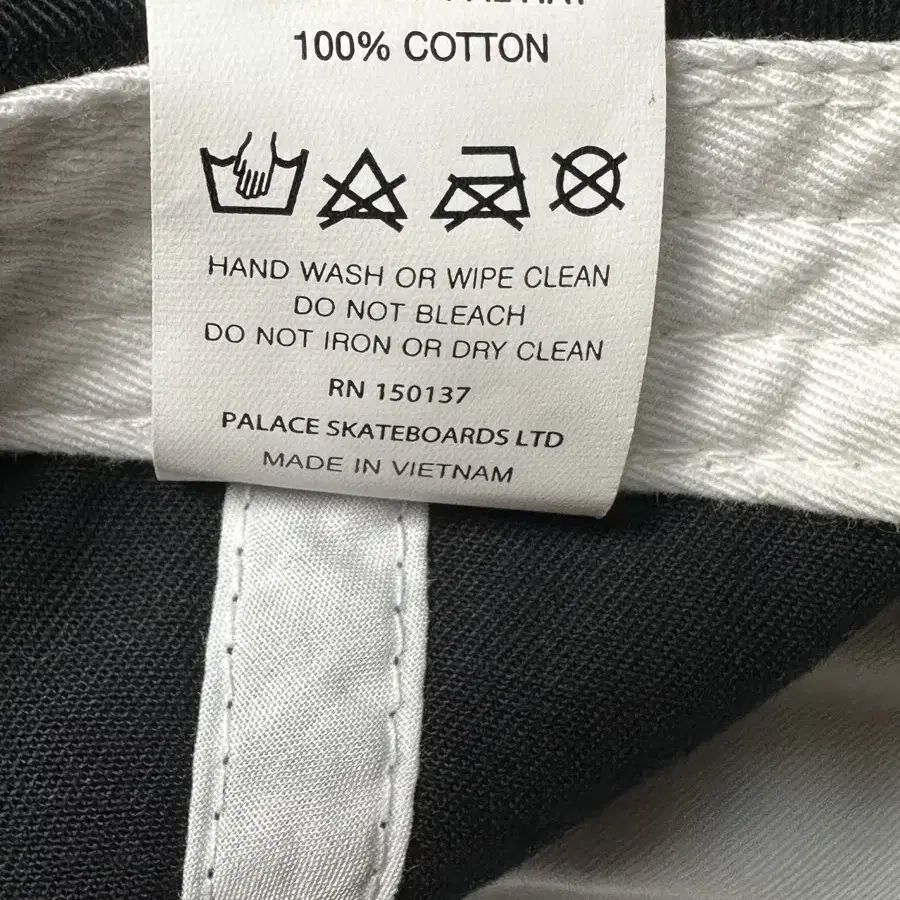 100% COTTON
HAND WASH OR WIPE CLEAN
DO NOT BLEACH
DO NOT IRON OR DRY CLEAN
RN 150137
PALACE SKATEBOARDS LTD
MADE IN VIETNAM